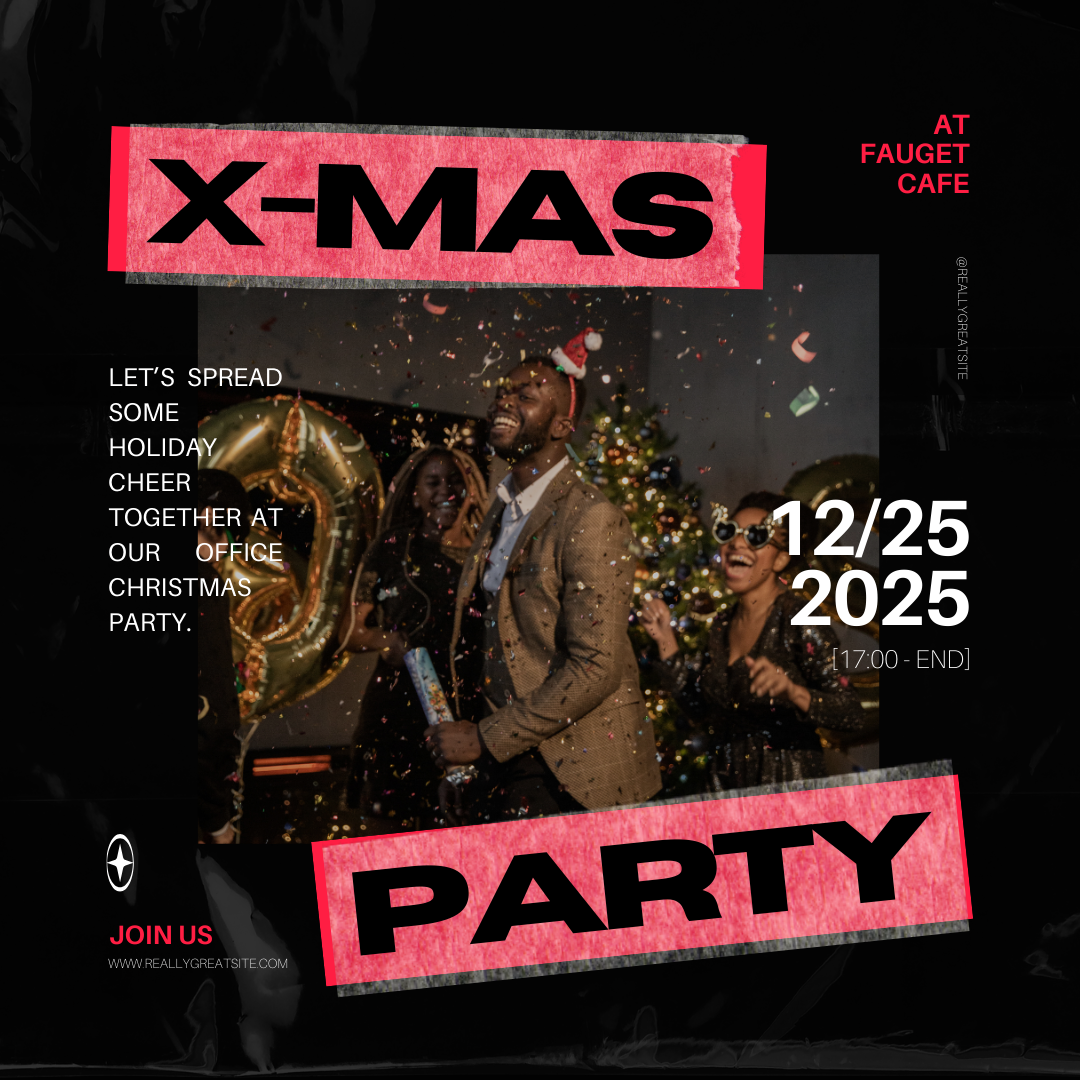 X-MAS
AT
FAUGET
CAFE
@REALLYGREATSITE
LET’S SPREAD
SOME
HOLIDAY
CHEER
TOGETHER AT
OUR OFFICE
CHRISTMAS
PARTY.
12/25
2025
[17:00 - END]
PARTY
JOIN US
WWW.REALLYGREATSITE.COM